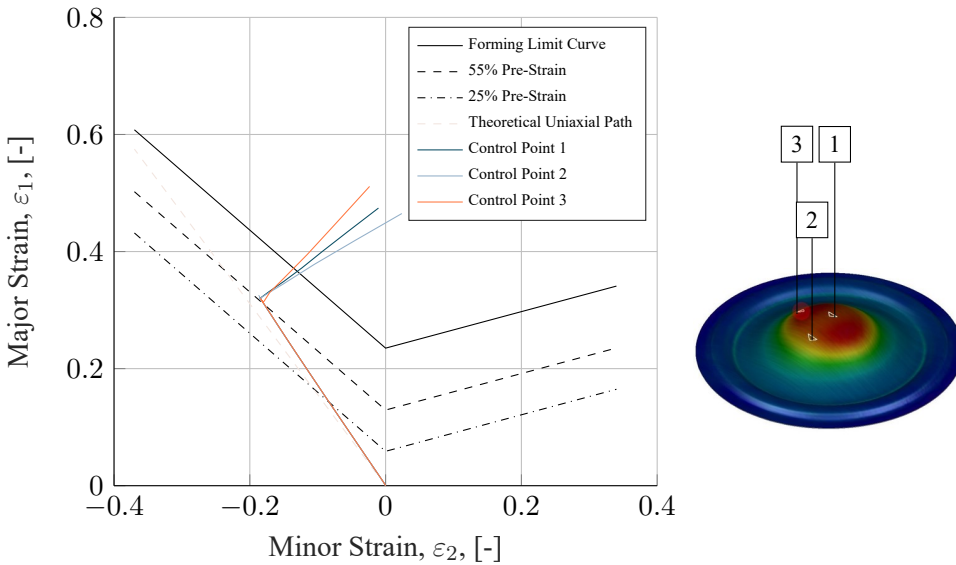 0.8
0.6
0.4
0.2
0
−0.4
−0.2
0
0.2
0.4
Major Strain, ε₁, [-]
Minor Strain, ε₂, [-]
Forming Limit Curve
55% Pre-Strain
25% Pre-Strain
Theoretical Uniaxial Path
Control Point 1
Control Point 2
Control Point 3
3
1
2